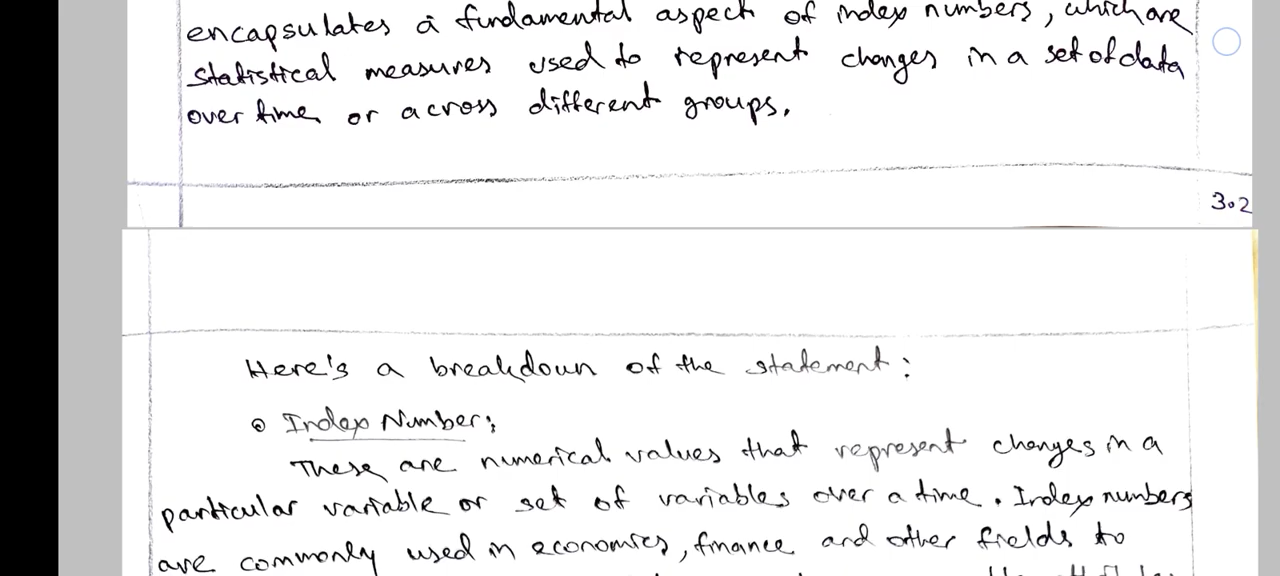 encapsulates a fundamental aspect of index numbers, which are
statistical measures used to represent changes in a set of data
over time or across different groups.
302
Here's a breakdown of the statement:
Index Number:
These are numerical values that represent changes in a
particular variable or set of variables over a time. Index numbers
are commonly used in economics, finance and other fields to